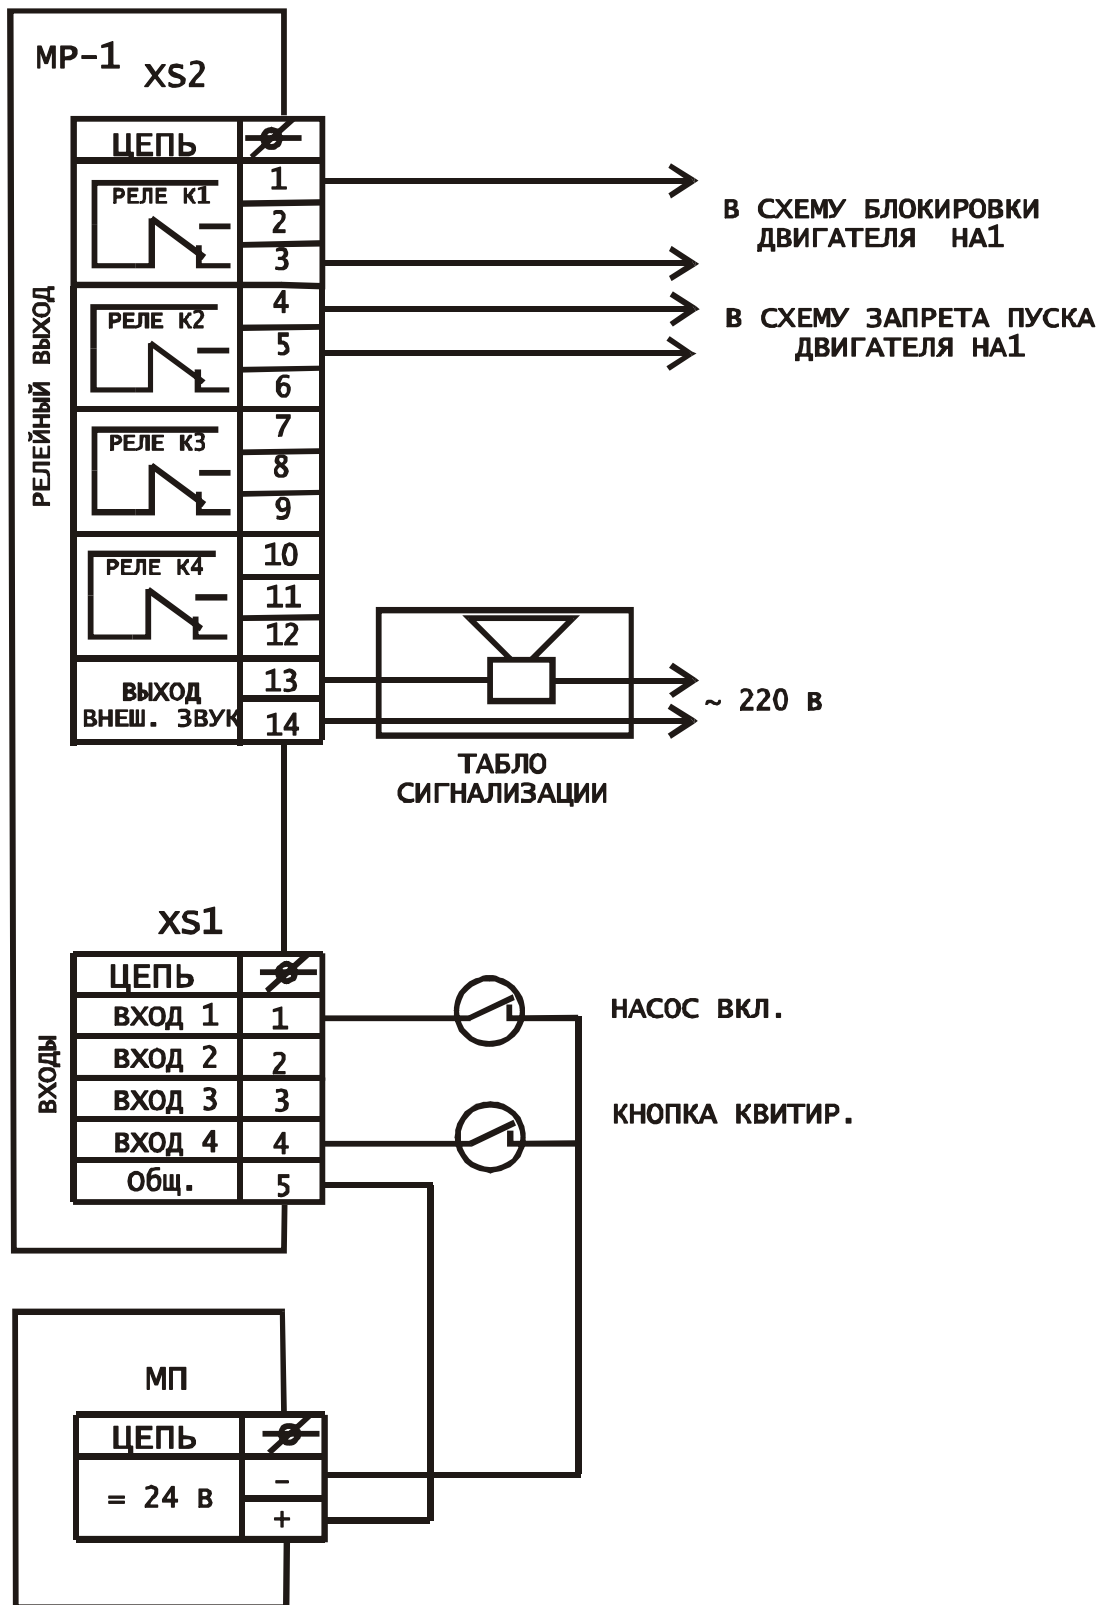 МР-1
XS2
ЦЕПЬ
РЕЛЕЙНЫЙ ВЫХОД
РЕЛЕ К1
1
2
3
В СХЕМУ БЛОКИРОВКИ
ДВИГАТЕЛЯ НА1
РЕЛЕ К2
4
5
6
В СХЕМУ ЗАПРЕТА ПУСКА
ДВИГАТЕЛЯ НА1
РЕЛЕ К3
7
8
9
РЕЛЕ К4
10
11
12
ВЫХОД
ВНЕШ. ЗВУК
13
14
~ 220 В
ТАБЛО
СИГНАЛИЗАЦИИ
XS1
ВХОДЫ
ЦЕПЬ
ВХОД 1 1
НАСОС ВКЛ.
ВХОД 2 2
ВХОД 3 3
КНОПКА КВИТИР.
ВХОД 4 4
Общ. 5
МП
ЦЕПЬ
= 24 В
-
+